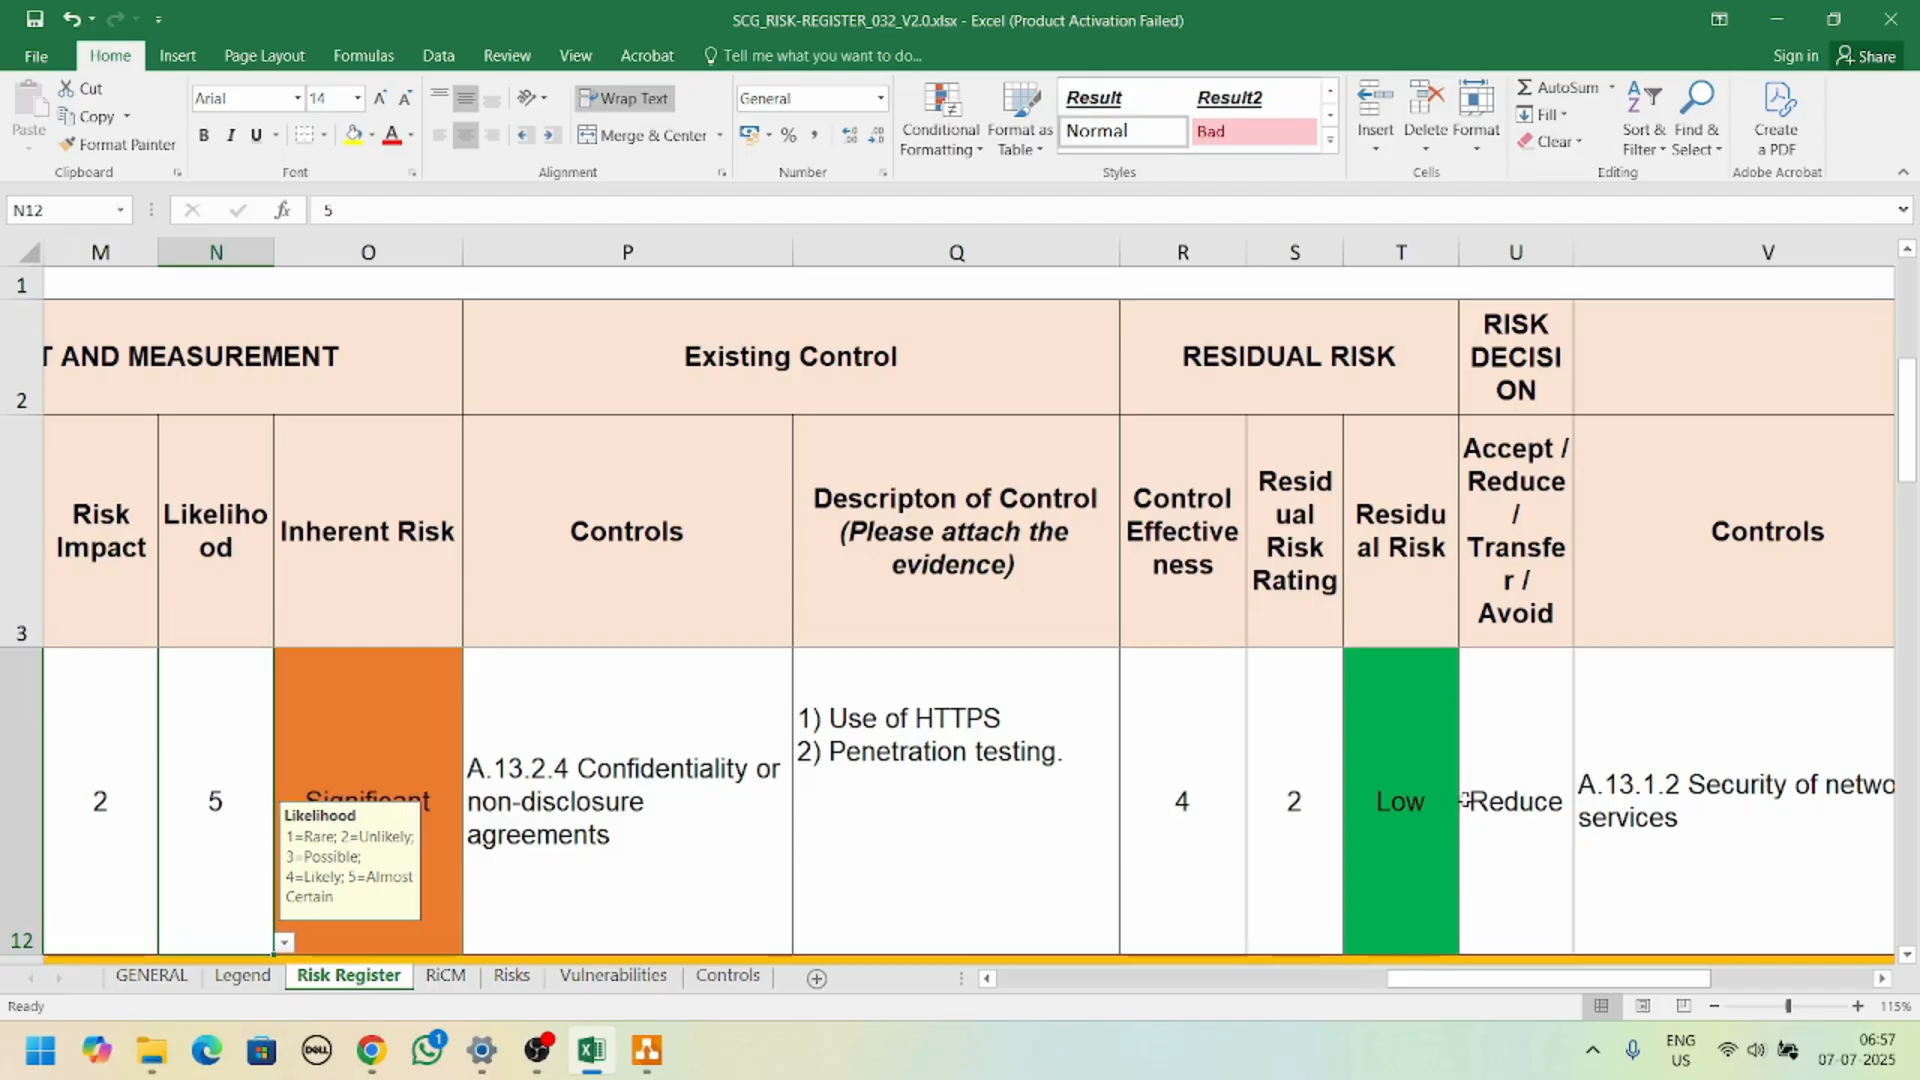 SCG_RISK-REGISTER_032_V2.0.xlsx - Excel (Product Activation Failed)
File Home Insert Page Layout Formulas Data Review View Acrobat Tell me what you want to do... Sign in Share
Paste
Cut
Copy
Format Painter
Clipboard
Arial 14
B I U
Font
Wrap Text
Merge & Center
Alignment
General
%
Number
Conditional
Formatting
Format as
Table
Result
Result2
Normal
Bad
Styles
Insert
Delete
Format
Cells
AutoSum
Fill
Clear
Sort &
Filter
Find &
Select
Editing
Create
a PDF
Adobe Acrobat
N12
fx
5
M N O P Q R S T U V
1
2
T AND MEASUREMENT
Existing Control
RESIDUAL RISK
RISK
DECISI
ON
3
Risk
Impact
Likeliho
od
Inherent Risk
Controls
Descripton of Control
(Please attach the
evidence)
Control
Effective
ness
Resid
ual
Risk
Rating
Residu
al Risk
Accept /
Reduce
/
Transfe
r /
Avoid
Controls
12
2
5
Significant
Likelihood
1=Rare; 2=Unlikely;
3=Possible;
4=Likely; 5=Almost
Certain
A.13.2.4 Confidentiality or
non-disclosure
agreements
1) Use of HTTPS
2) Penetration testing.
4
2
Low
Reduce
A.13.1.2 Security of netwo
services
GENERAL Legend Risk Register RiCM Risks Vulnerabilities Controls
Ready
115%
DELL
1
ENG
US
06:57
07-07-2025